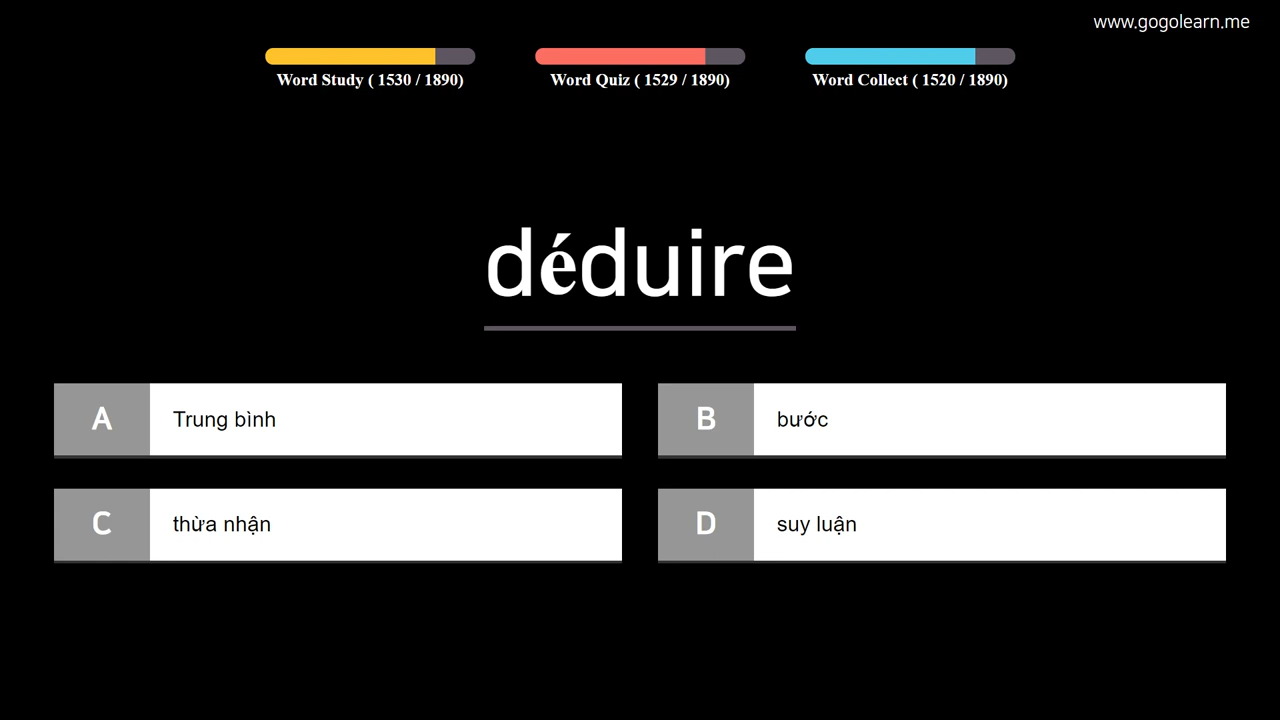 www.gogolearn.me
Word Study ( 1530 / 1890)
Word Quiz ( 1529 / 1890)
Word Collect ( 1520 / 1890)
déduire
A Trung bình
B bước
C thừa nhận
D suy luận